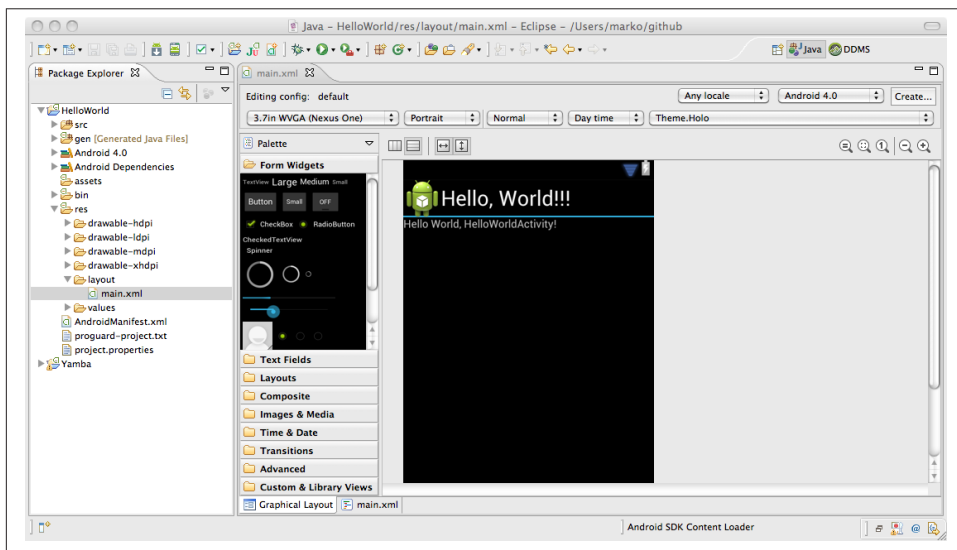 Java – HelloWorld/res/layout/main.xml – Eclipse – /Users/marko/github
Java
DDMS
Package Explorer
HelloWorld
src
gen [Generated Java Files]
Android 4.0
Android Dependencies
assets
bin
res
drawable-hdpi
drawable-ldpi
drawable-mdpi
drawable-xhdpi
layout
main.xml
values
AndroidManifest.xml
proguard-project.txt
project.properties
Yamba
main.xml
Editing config: default
Any locale
Android 4.0
Create...
3.7in WVGA (Nexus One)
Portrait
Normal
Day time
Theme.Holo
Palette
Form Widgets
TextView Large Medium Small
Button Small OFF
CheckBox RadioButton
CheckedTextView
Spinner
Text Fields
Layouts
Composite
Images & Media
Time & Date
Transitions
Advanced
Custom & Library Views
Hello, World!!!
Hello World, HelloWorldActivity!
Graphical Layout
main.xml
Android SDK Content Loader